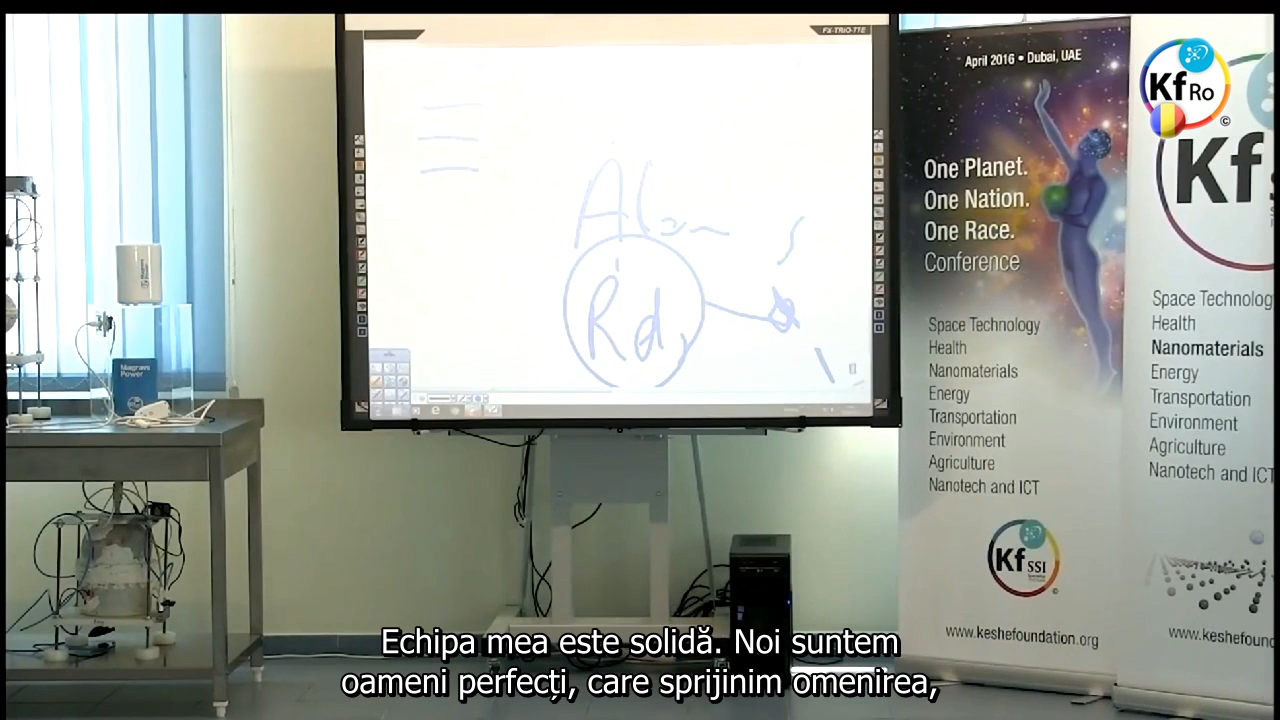 FX-TRIO-77E
April 2016 • Dubai, UAE
Kf Ro
©
One Planet.
One Nation.
One Race.
Conference
Space Technology
Health
Nanomaterials
Energy
Transportation
Environment
Agriculture
Nanotech and ICT
Kf SSI
www.keshefoundation.org
Kf
Space Technolog
Health
Nanomaterials
Energy
Transportation
Environment
Agriculture
Nanotech and ICT
www.keshefound
Rd,
Magrave
Power
Echipa mea este solidă. Noi suntem
oameni perfecți, care sprijinim omenirea,